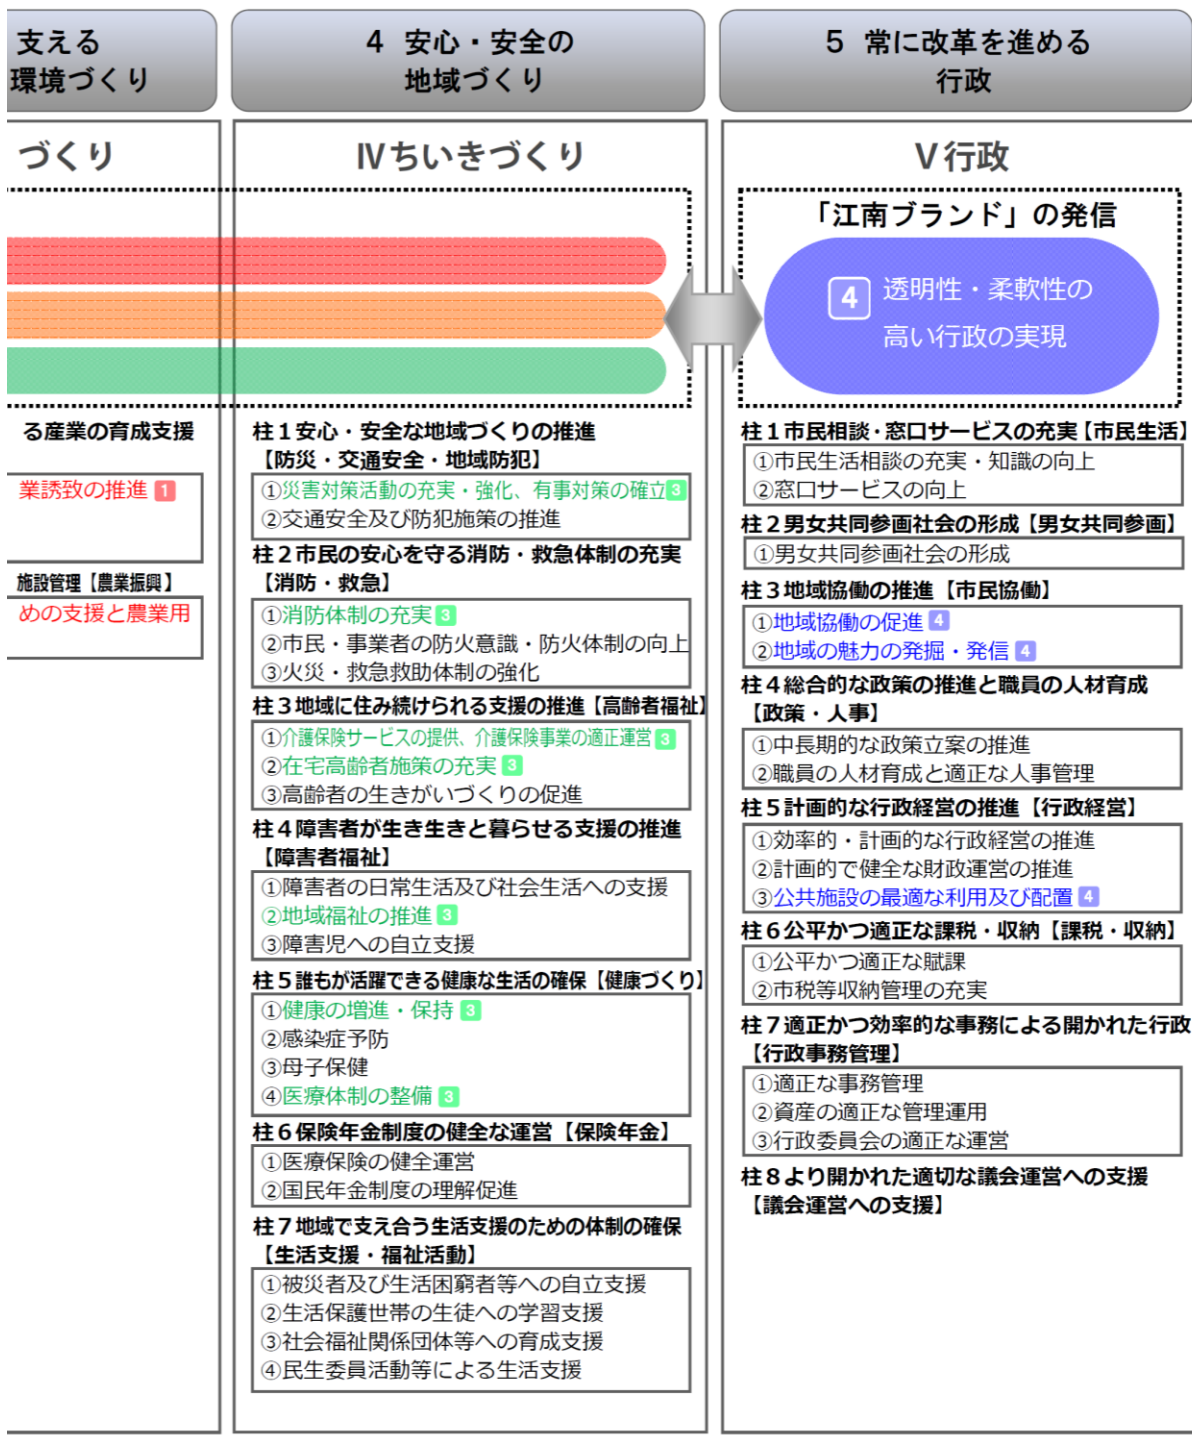 支える
環境づくり
づくり
る産業の育成支援
業誘致の推進 1
施設管理【農業振興】
めの支援と農業用
4 安心・安全の
地域づくり
Ⅳちいきづくり
柱1安心・安全な地域づくりの推進
【防災・交通安全・地域防犯】
①災害対策活動の充実・強化、有事対策の確立3
②交通安全及び防犯施策の推進
柱2市民の安心を守る消防・救急体制の充実
【消防・救急】
①消防体制の充実3
②市民・事業者の防火意識・防火体制の向上
③火災・救急救助体制の強化
柱3地域に住み続けられる支援の推進【高齢者福祉】
①介護保険サービスの提供、介護保険事業の適正運営3
②在宅高齢者施策の充実3
③高齢者の生きがいづくりの促進
柱4障害者が生き生きと暮らせる支援の推進
【障害者福祉】
①障害者の日常生活及び社会生活への支援
②地域福祉の推進3
③障害児への自立支援
柱5誰もが活躍できる健康な生活の確保【健康づくり】
①健康の増進・保持3
②感染症予防
③母子保健
④医療体制の整備3
柱6保険年金制度の健全な運営【保険年金】
①医療保険の健全運営
②国民年金制度の理解促進
柱7地域で支え合う生活支援のための体制の確保
【生活支援・福祉活動】
①被災者及び生活困窮者等への自立支援
②生活保護世帯の生徒への学習支援
③社会福祉関係団体等への育成支援
④民生委員活動等による生活支援
5 常に改革を進める
行政
Ⅴ行政
「江南ブランド」の発信
4 透明性・柔軟性の
高い行政の実現
柱1市民相談・窓口サービスの充実【市民生活】
①市民生活相談の充実・知識の向上
②窓口サービスの向上
柱2男女共同参画社会の形成【男女共同参画】
①男女共同参画社会の形成
柱3地域協働の推進【市民協働】
①地域協働の促進4
②地域の魅力の発掘・発信4
柱4総合的な政策の推進と職員の人材育成
【政策・人事】
①中長期的な政策立案の推進
②職員の人材育成と適正な人事管理
柱5計画的な行政経営の推進【行政経営】
①効率的・計画的な行政経営の推進
②計画的で健全な財政運営の推進
③公共施設の最適な利用及び配置4
柱6公平かつ適正な課税・収納【課税・収納】
①公平かつ適正な賦課
②市税等収納管理の充実
柱7適正かつ効率的な事務による開かれた行政
【行政事務管理】
①適正な事務管理
②資産の適正な管理運用
③行政委員会の適正な運営
柱8より開かれた適切な議会運営への支援
【議会運営への支援】